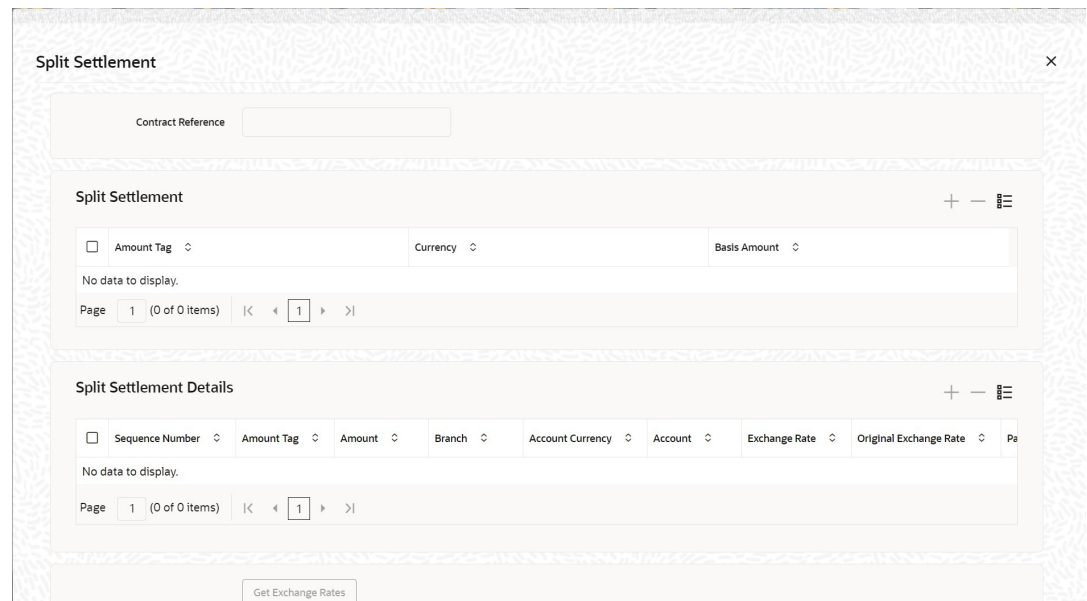 Split Settlement
Contract Reference
Split Settlement
Amount Tag Currency Basis Amount
No data to display.
Page 1 (0 of 0 items) 1
Split Settlement Details
Sequence Number Amount Tag Amount Branch Account Currency Account Exchange Rate Original Exchange Rate Pa
No data to display.
Page 1 (0 of 0 items) 1
Get Exchange Rates